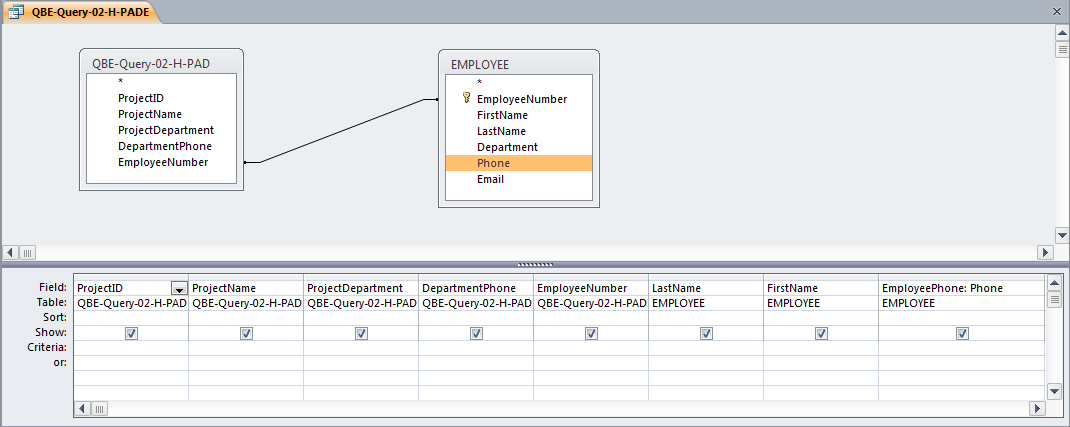 QBE-Query-02-H-PADE
QBE-Query-02-H-PAD
*
ProjectID
ProjectName
ProjectDepartment
DepartmentPhone
EmployeeNumber
EMPLOYEE
*
EmployeeNumber
FirstName
LastName
Department
Phone
Email
Field: ProjectID ProjectName ProjectDepartment DepartmentPhone EmployeeNumber LastName FirstName EmployeePhone: Phone
Table: QBE-Query-02-H-PAD QBE-Query-02-H-PAD QBE-Query-02-H-PAD QBE-Query-02-H-PAD QBE-Query-02-H-PAD EMPLOYEE EMPLOYEE EMPLOYEE
Sort:
Show:
Criteria:
or: